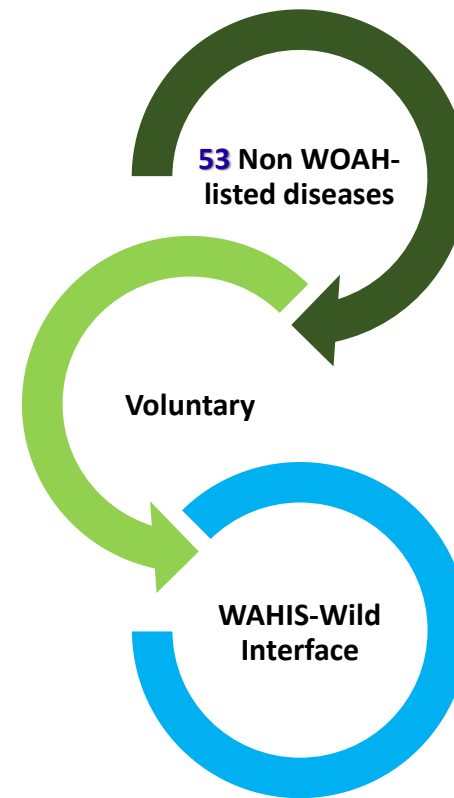 53 Non WOAH-
listed diseases
Voluntary
WAHIS-Wild
Interface